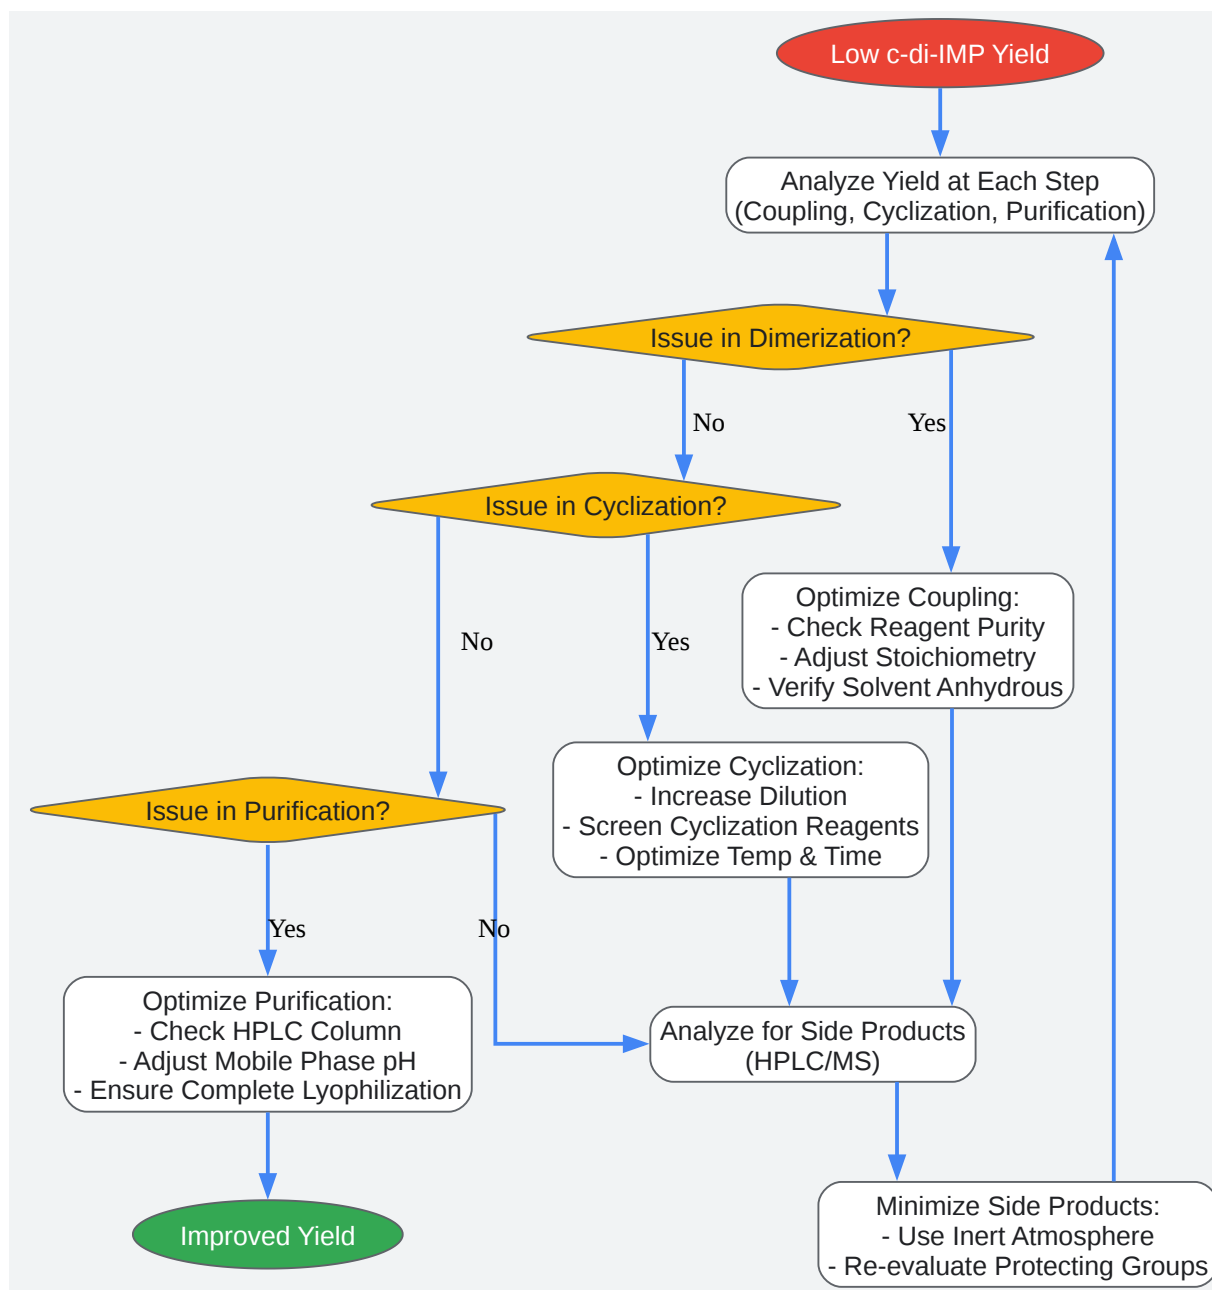 Low c-di-IMP Yield
Analyze Yield at Each Step
(Coupling, Cyclization, Purification)
Issue in Dimerization?
No
Yes
Issue in Cyclization?
No
Yes
Optimize Coupling:
- Check Reagent Purity
- Adjust Stoichiometry
- Verify Solvent Anhydrous
Optimize Cyclization:
- Increase Dilution
- Screen Cyclization Reagents
- Optimize Temp & Time
Issue in Purification?
Yes
No
Optimize Purification:
- Check HPLC Column
- Adjust Mobile Phase pH
- Ensure Complete Lyophilization
Analyze for Side Products
(HPLC/MS)
Minimize Side Products:
- Use Inert Atmosphere
- Re-evaluate Protecting Groups
Improved Yield